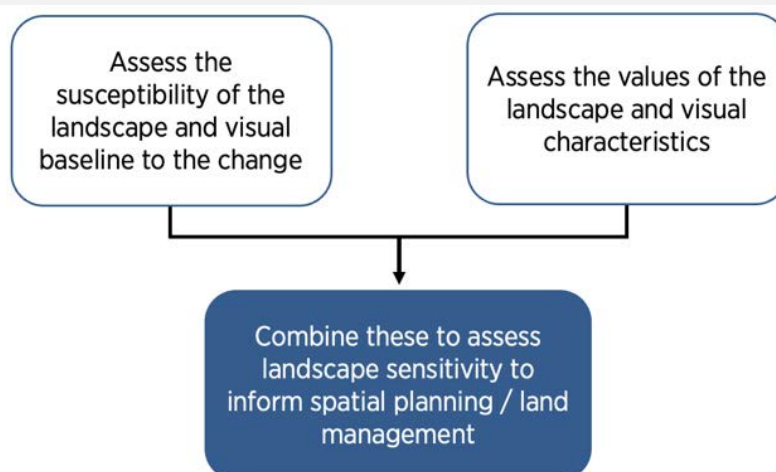 Assess the
susceptibility of the
landscape and visual
baseline to the change
Assess the values of the
landscape and visual
characteristics
Combine these to assess
landscape sensitivity to
inform spatial planning / land
management